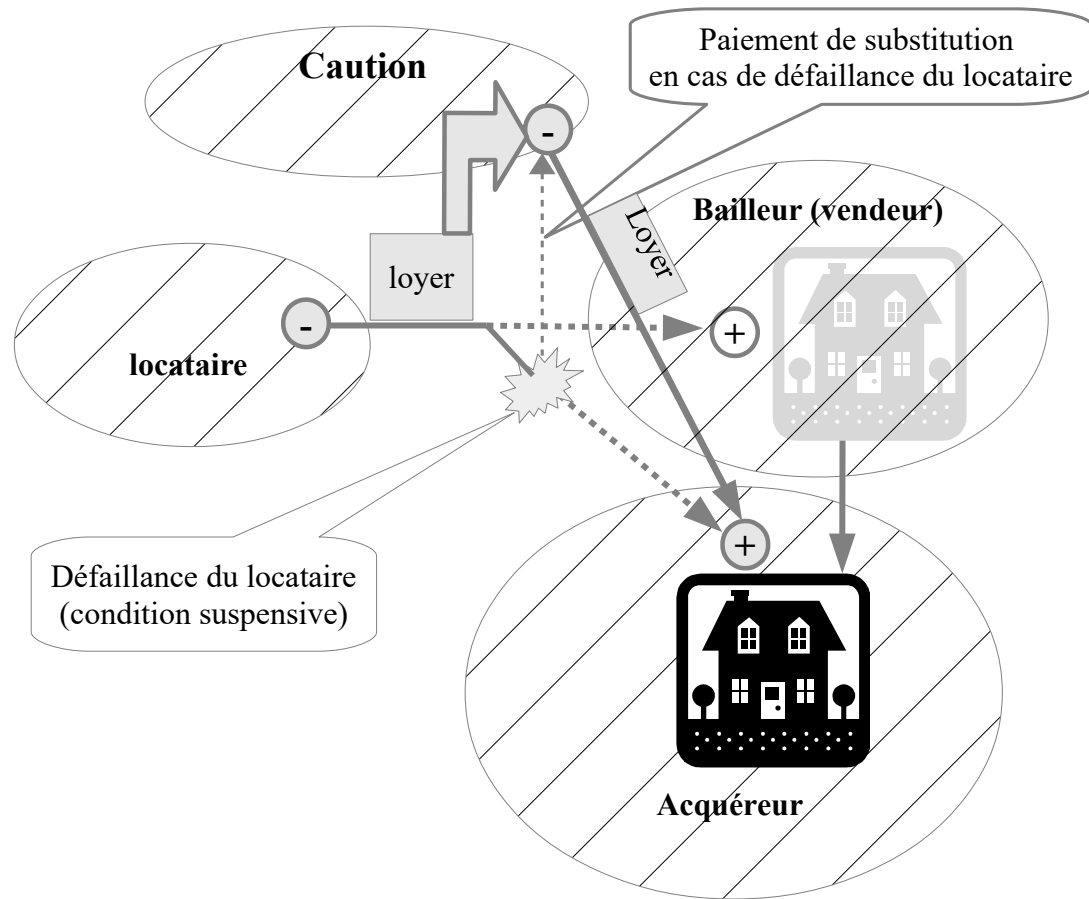 Paiement de substitution
en cas de défaillance du locataire
Caution
-
Loyer
Bailleur (vendeur)
loyer
-
+
locataire
+
Défaillance du locataire
(condition suspensive)
Acquéreur